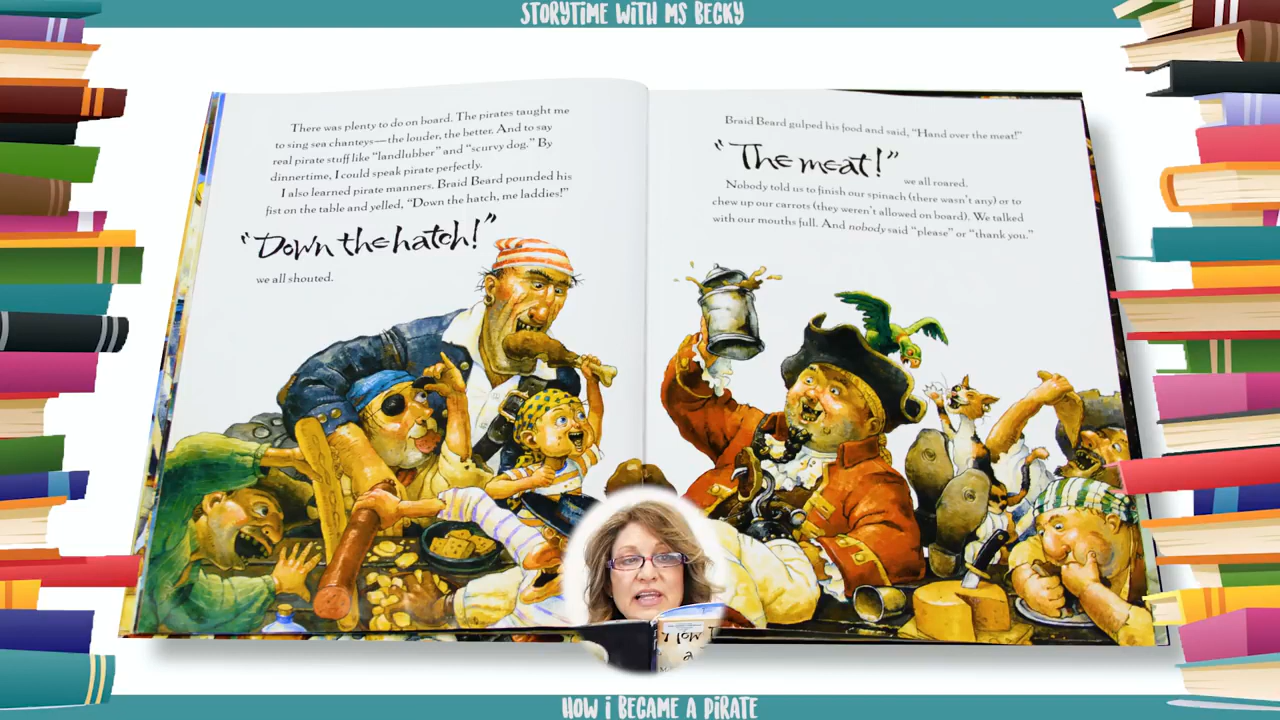 STORYTIME WITH MS BECKY
There was plenty to do on board. The pirates taught me
to sing sea chanteys—the louder, the better. And to say
real pirate stuff like “landlubber” and “scurvy dog.” By
dinnertime, I could speak pirate perfectly.
I also learned pirate manners. Braid Beard pounded his
fist on the table and yelled, “Down the hatch, me laddies!”
“Down the hatch!”
we all shouted.
Braid Beard gulped his food and said, “Hand over the meat!”
“The meat!”
we all roared.
Nobody told us to finish our spinach (there wasn’t any) or to
chew up our carrots (they weren’t allowed on board). We talked
with our mouths full. And nobody said “please” or “thank you.”
HOW I BECAME A PIRATE